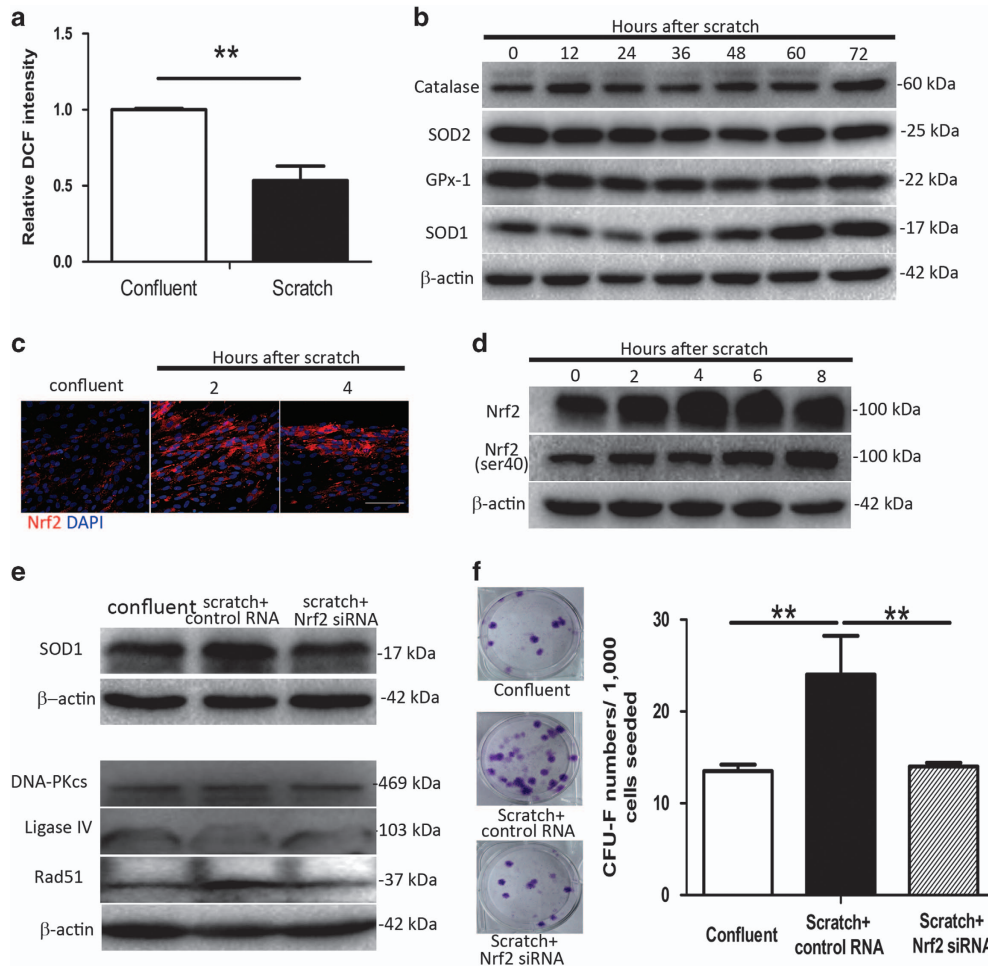 a
Relative DCF intensity
1.5
1.0
0.5
0.0
**
Confluent
Scratch
b
Hours after scratch
0 12 24 36 48 60 72
Catalase -60 kDa
SOD2 -25 kDa
GPx-1 -22 kDa
SOD1 -17 kDa
β-actin -42 kDa
c
Hours after scratch
confluent 2 4
Nrf2 DAPI
d
Hours after scratch
0 2 4 6 8
Nrf2 -100 kDa
Nrf2
(ser40) -100 kDa
β-actin -42 kDa
e
confluent
scratch+
control RNA
scratch+
Nrf2 siRNA
SOD1 -17 kDa
β-actin -42 kDa
DNA-PKcs -469 kDa
Ligase IV -103 kDa
Rad51 -37 kDa
β-actin -42 kDa
f
Confluent
Scratch+
control RNA
Scratch+
Nrf2 siRNA
CFU-F numbers/ 1,000
cells seeded
30
20
10
0
** **
Confluent
Scratch+
control RNA
Scratch+
Nrf2 siRNA